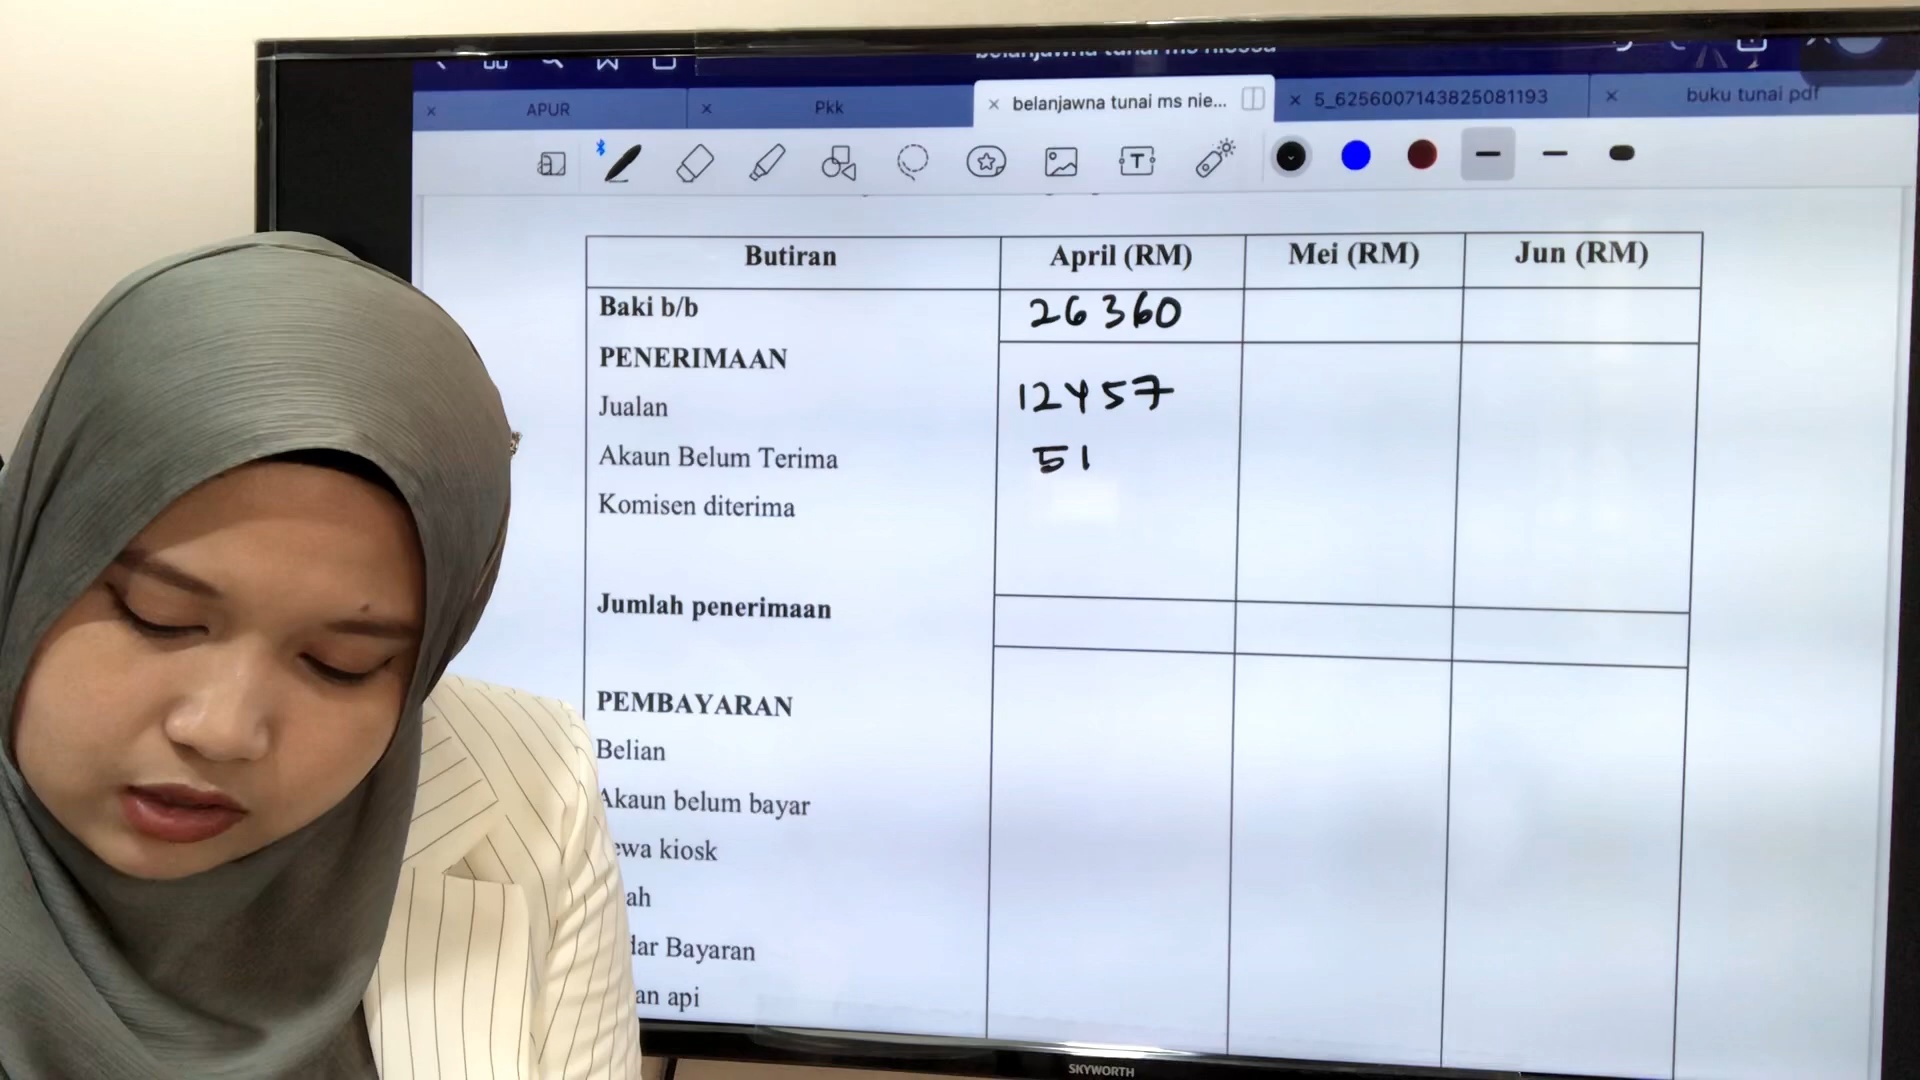 belanjawna tunai ms nie...
APUR
Pkk
5_6256007143825081193
buku tunai pdf
T
Butiran April (RM) Mei (RM) Jun (RM)
Baki b/b 26360
PENERIMAAN
Jualan 12457
Akaun Belum Terima 51
Komisen diterima
Jumlah penerimaan
PEMBAYARAN
Belian
Akaun belum bayar
ewa kiosk
ah
dar Bayaran
an api
SKYWORTH